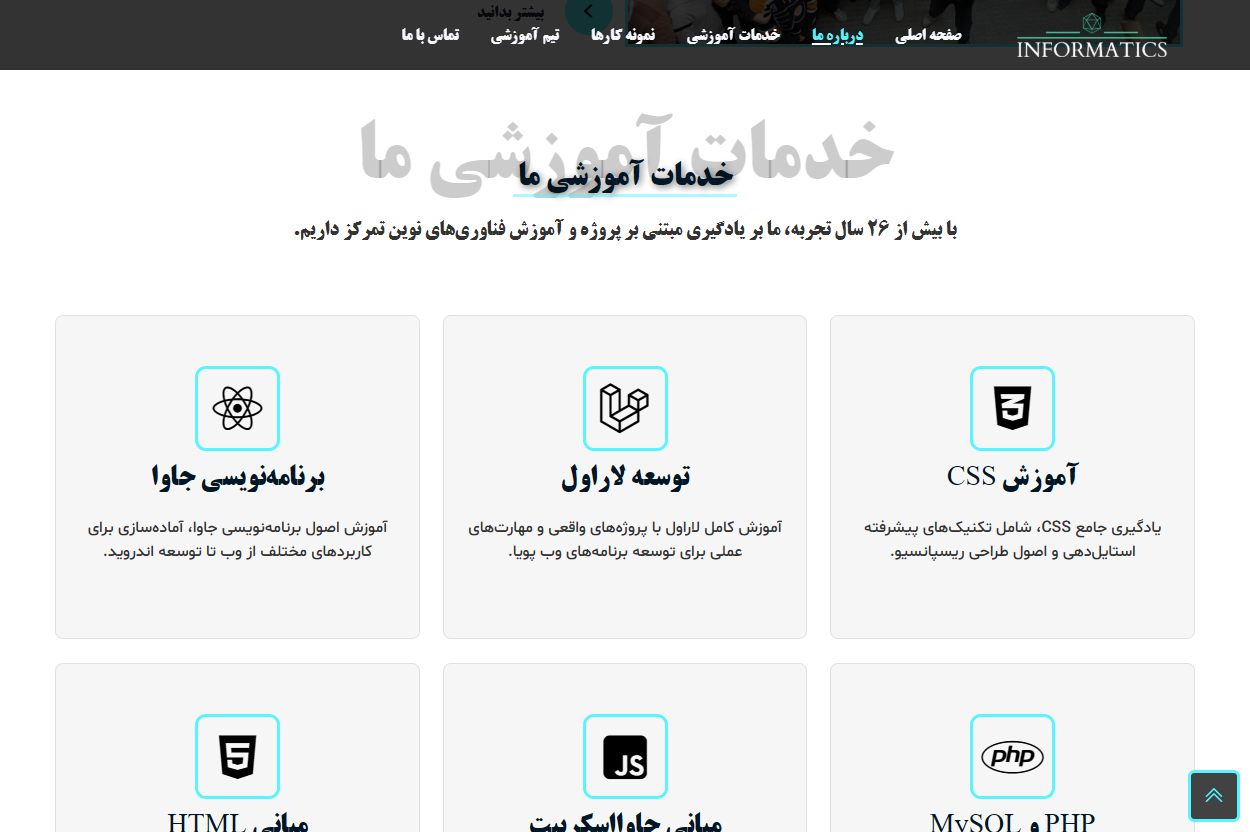 بیشتر بدانید
INFORMATICS
صفحه اصلی
درباره ما
خدمات آموزشی
نمونه کارها
تیم آموزشی
تماس با ما
خدمات آموزشی ما
خدمات آموزشی ما
با بیش از ۲۶ سال تجربه، ما بر یادگیری مبتنی بر پروژه و آموزش فناوری‌های نوین تمرکز داریم.
آموزش CSS
یادگیری جامع CSS، شامل تکنیک‌های پیشرفته
استایل‌دهی و اصول طراحی ریسپانسیو.
توسعه لاراول
آموزش کامل لاراول با پروژه‌های واقعی و مهارت‌های
عملی برای توسعه برنامه‌های وب پویا.
برنامه‌نویسی جاوا
آموزش اصول برنامه‌نویسی جاوا، آماده‌سازی برای
کاربردهای مختلف از وب تا توسعه اندروید.
php
PHP و MySQL
JS
مبانی جاوااسکریپت
5
مبانی HTML